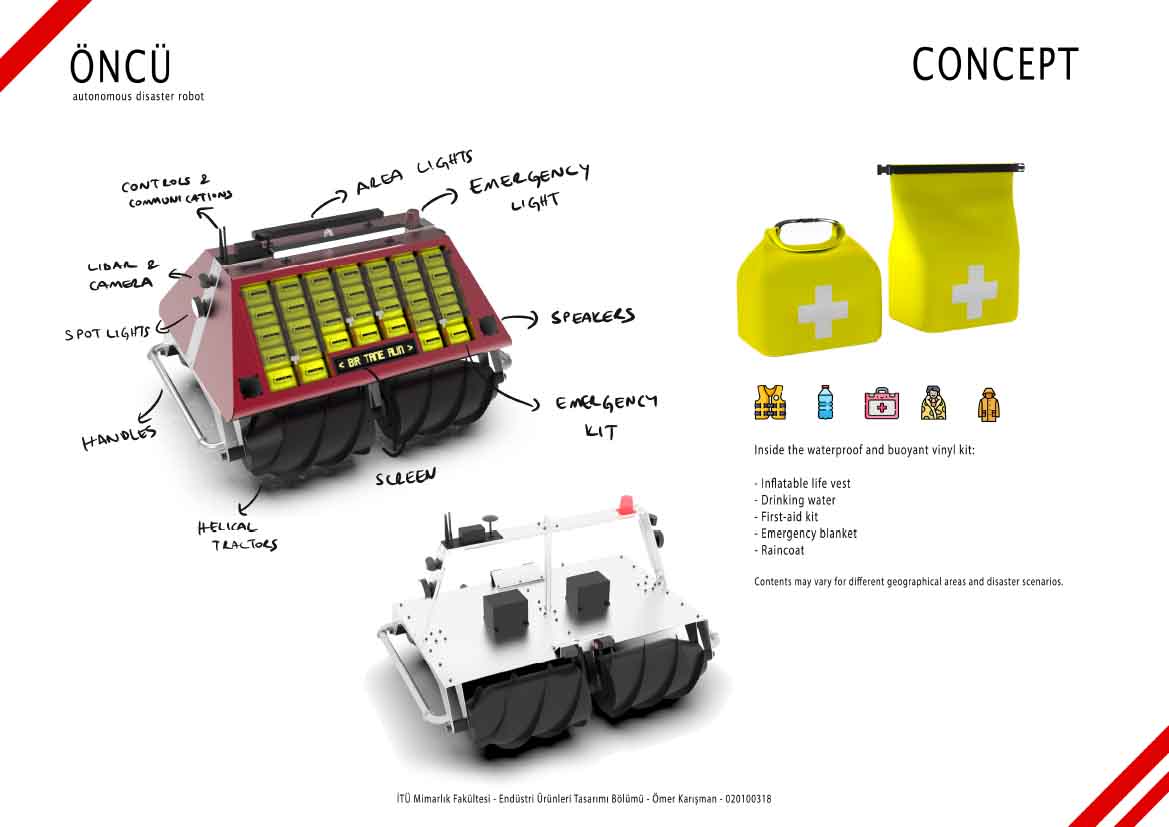 ÖNCÜ
autonomous disaster robot
CONCEPT
CONTROLS &
COMMUNICATIONS
AREA LIGHTS
EMERGENCY
LIGHT
LIDAR &
CAMERA
SPOT LIGHTS
SPEAKERS
< BIR TANE ALIN >
HANDLES
EMERGENCY
KIT
SCREEN
HELICAL
TRACTORS
Inside the waterproof and buoyant vinyl kit:
- Inflatable life vest
- Drinking water
- First-aid kit
- Emergency blanket
- Raincoat
Contents may vary for different geographical areas and disaster scenarios.
İTÜ Mimarlık Fakültesi - Endüstri Ürünleri Tasarımı Bölümü - Ömer Karışman - 020100318